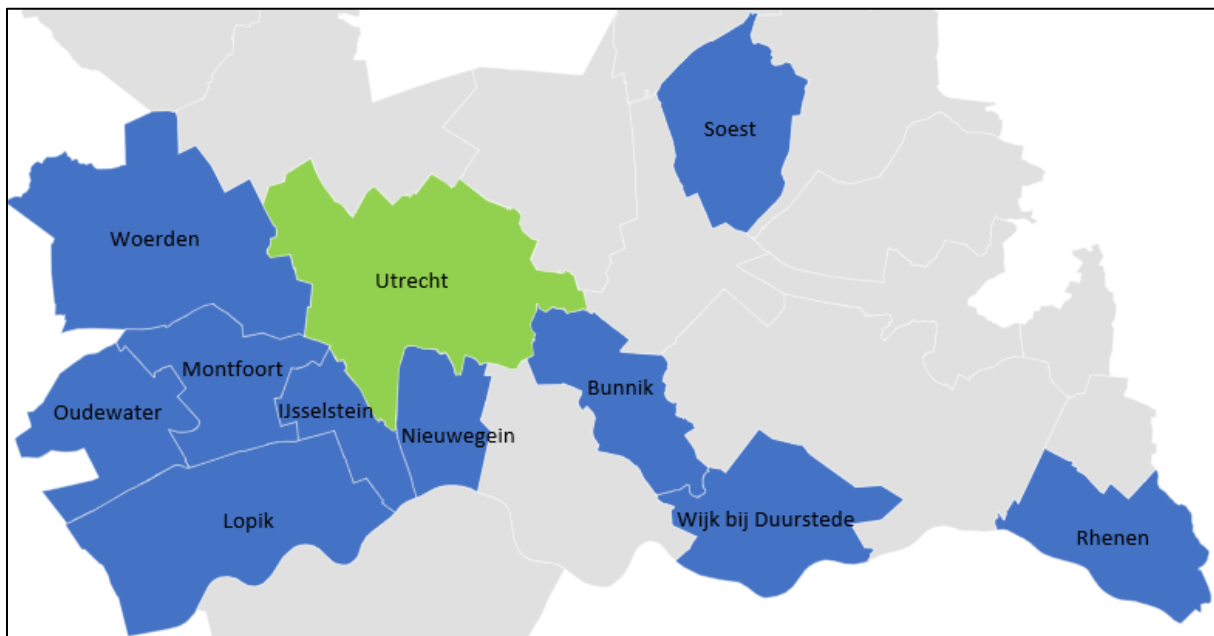 Soest
Woerden
Utrecht
Montfoort
Bunnik
Oudewater
IJsselstein
Nieuwegein
Lopik
Wijk bij Duurstede
Rhenen